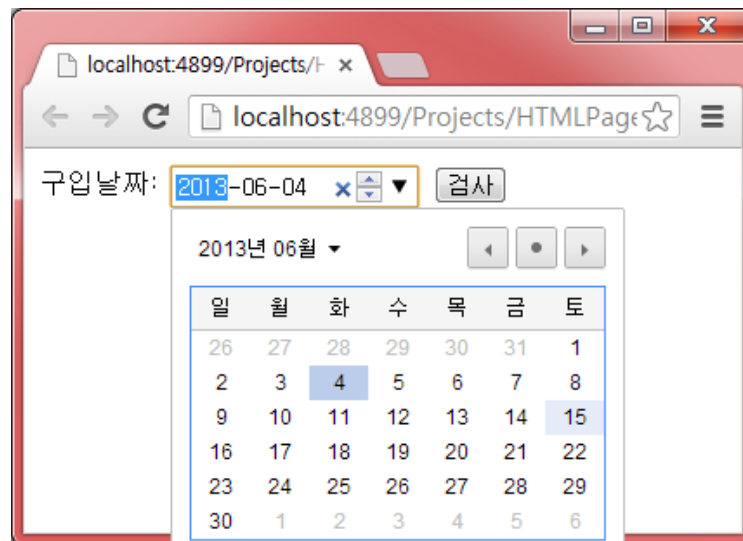 localhost:4899/Projects/H
localhost:4899/Projects/HTMLPage
구입날짜: 2013-06-04 검사
2013년 06월
일 월 화 수 목 금 토
26 27 28 29 30 31 1
2 3 4 5 6 7 8
9 10 11 12 13 14 15
16 17 18 19 20 21 22
23 24 25 26 27 28 29
30 1 2 3 4 5 6